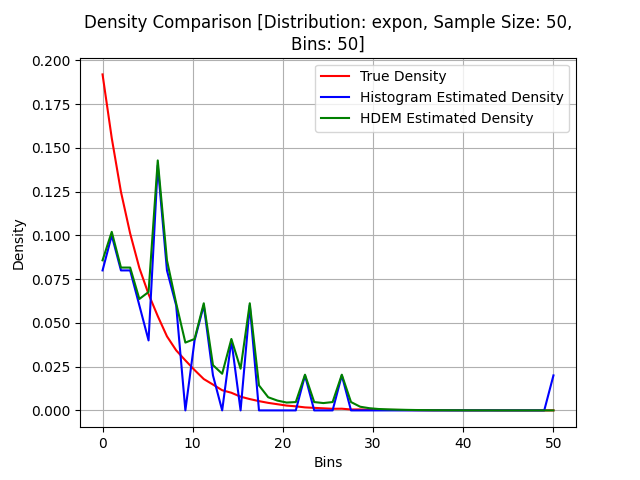 Density Comparison [Distribution: expon, Sample Size: 50,
Bins: 50]
True Density
Histogram Estimated Density
HDEM Estimated Density
Density
0.200
0.175
0.150
0.125
0.100
0.075
0.050
0.025
0.000
0 10 20 30 40 50
Bins